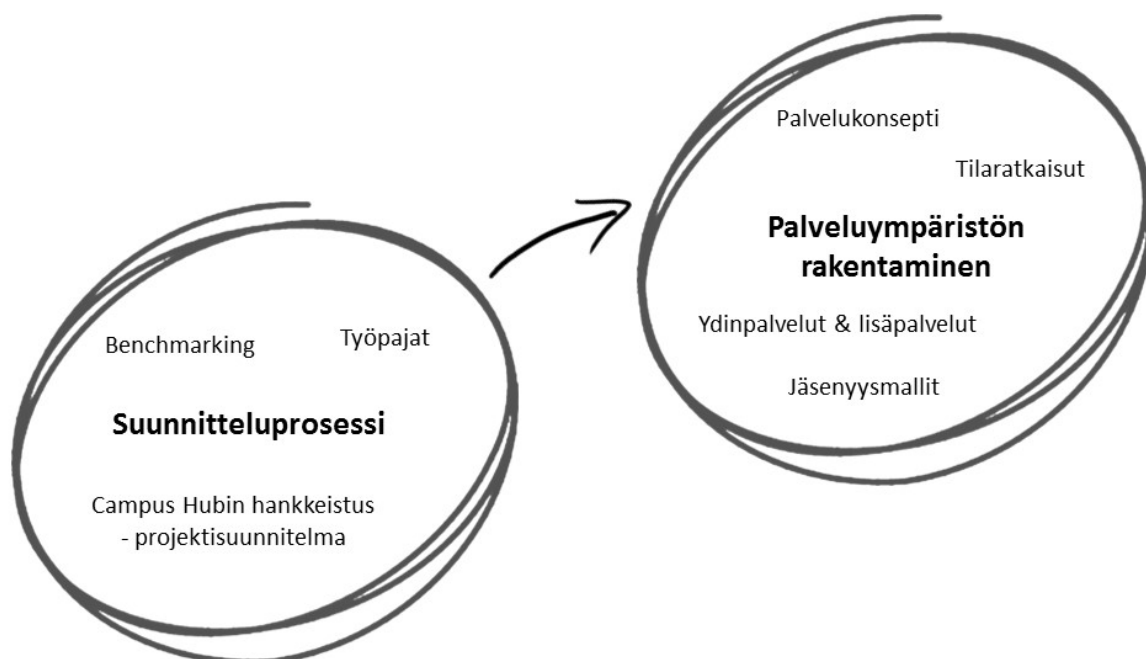 Benchmarking
Työpajat
Suunnitteluprosessi
Campus Hubin hankkeistus
- projektisuunnitelma
Palvelukonsepti
Tilaratkaisut
Palveluympäristön
rakentaminen
Ydinpalvelut & lisäpalvelut
Jäsenyysmallit